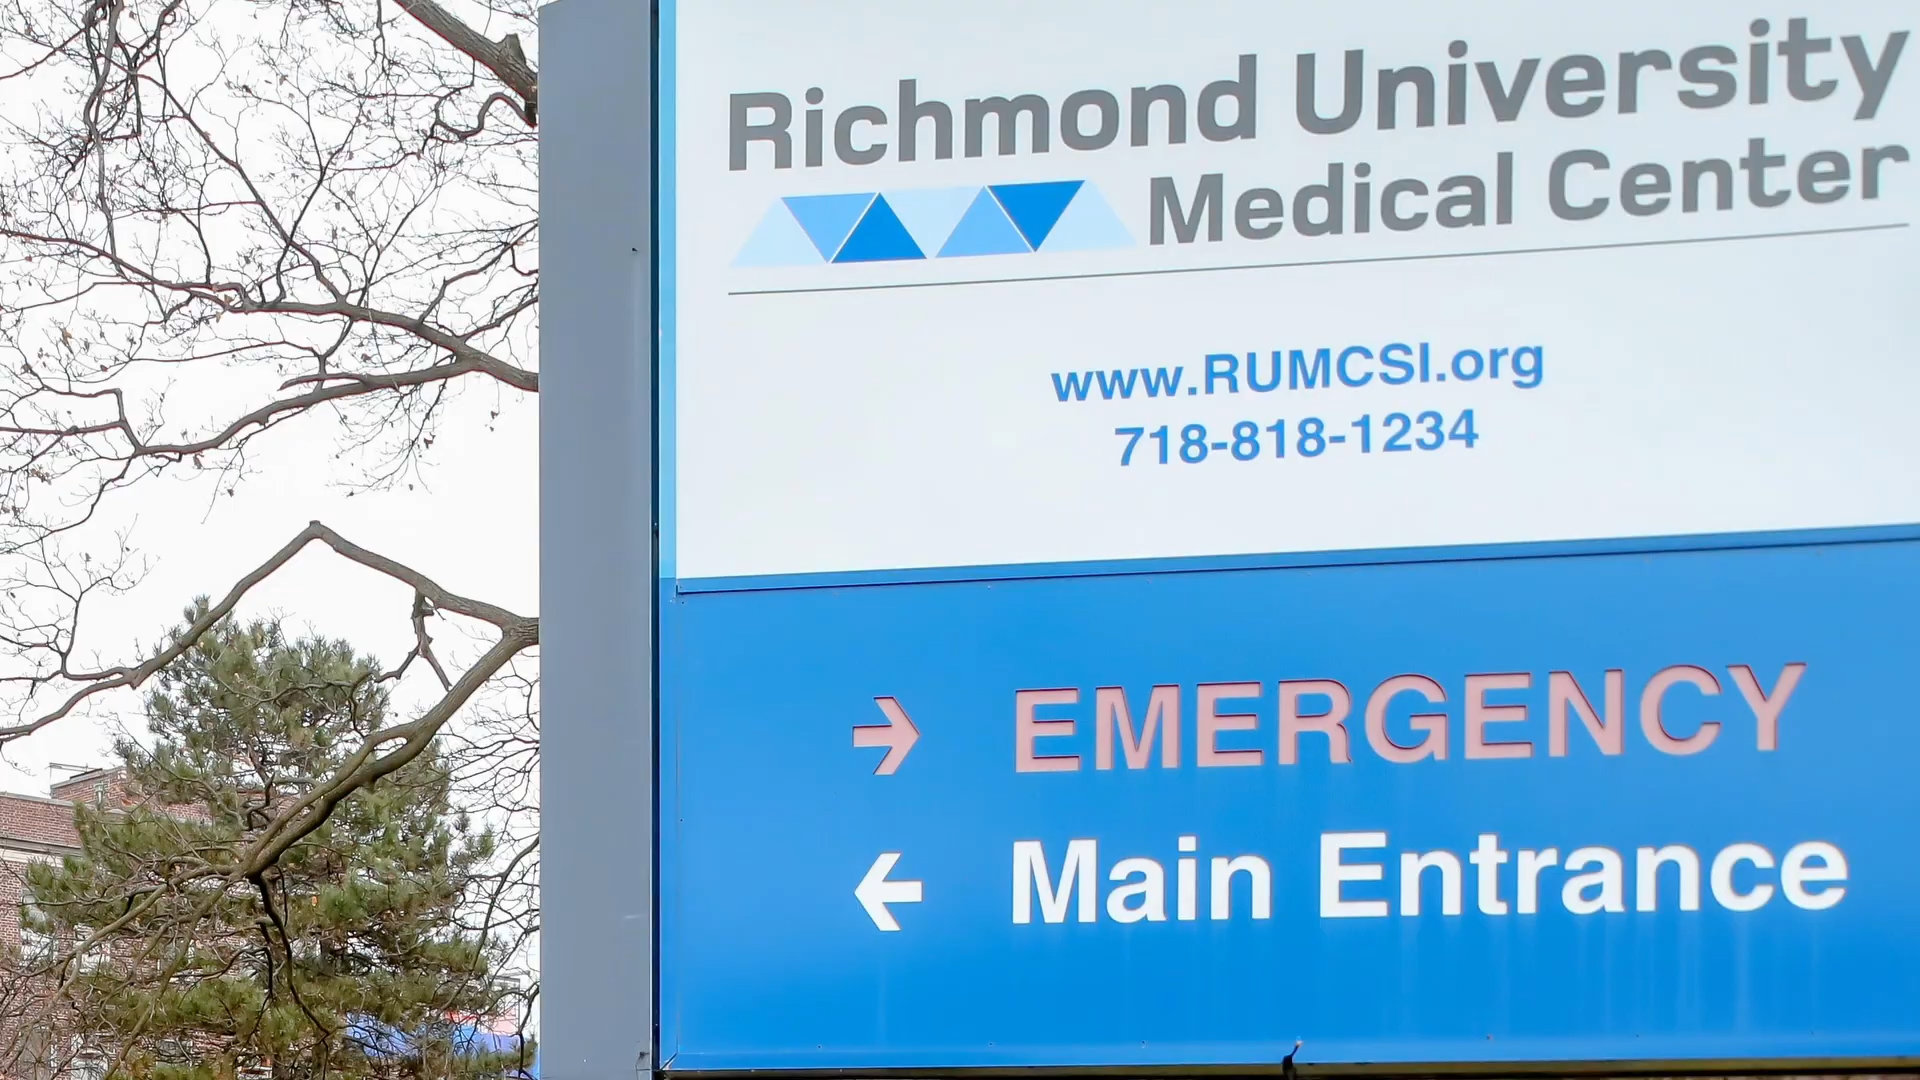 Richmond University
Medical Center
www.RUMCSI.org
718-818-1234
→ EMERGENCY
← Main Entrance